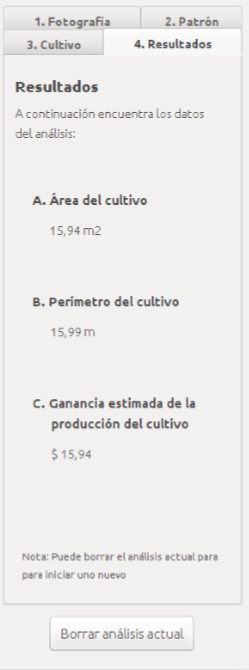 1. Fotografía
2. Patrón
3. Cultivo
4. Resultados
Resultados
A continuación encuentra los datos
del análisis:
A. Área del cultivo
15,94 m2
B. Perímetro del cultivo
15,99 m
C. Ganancia estimada de la
producción del cultivo
$ 15,94
Nota: Puede borrar el análisis actual para
para iniciar uno nuevo
Borrar análisis actual